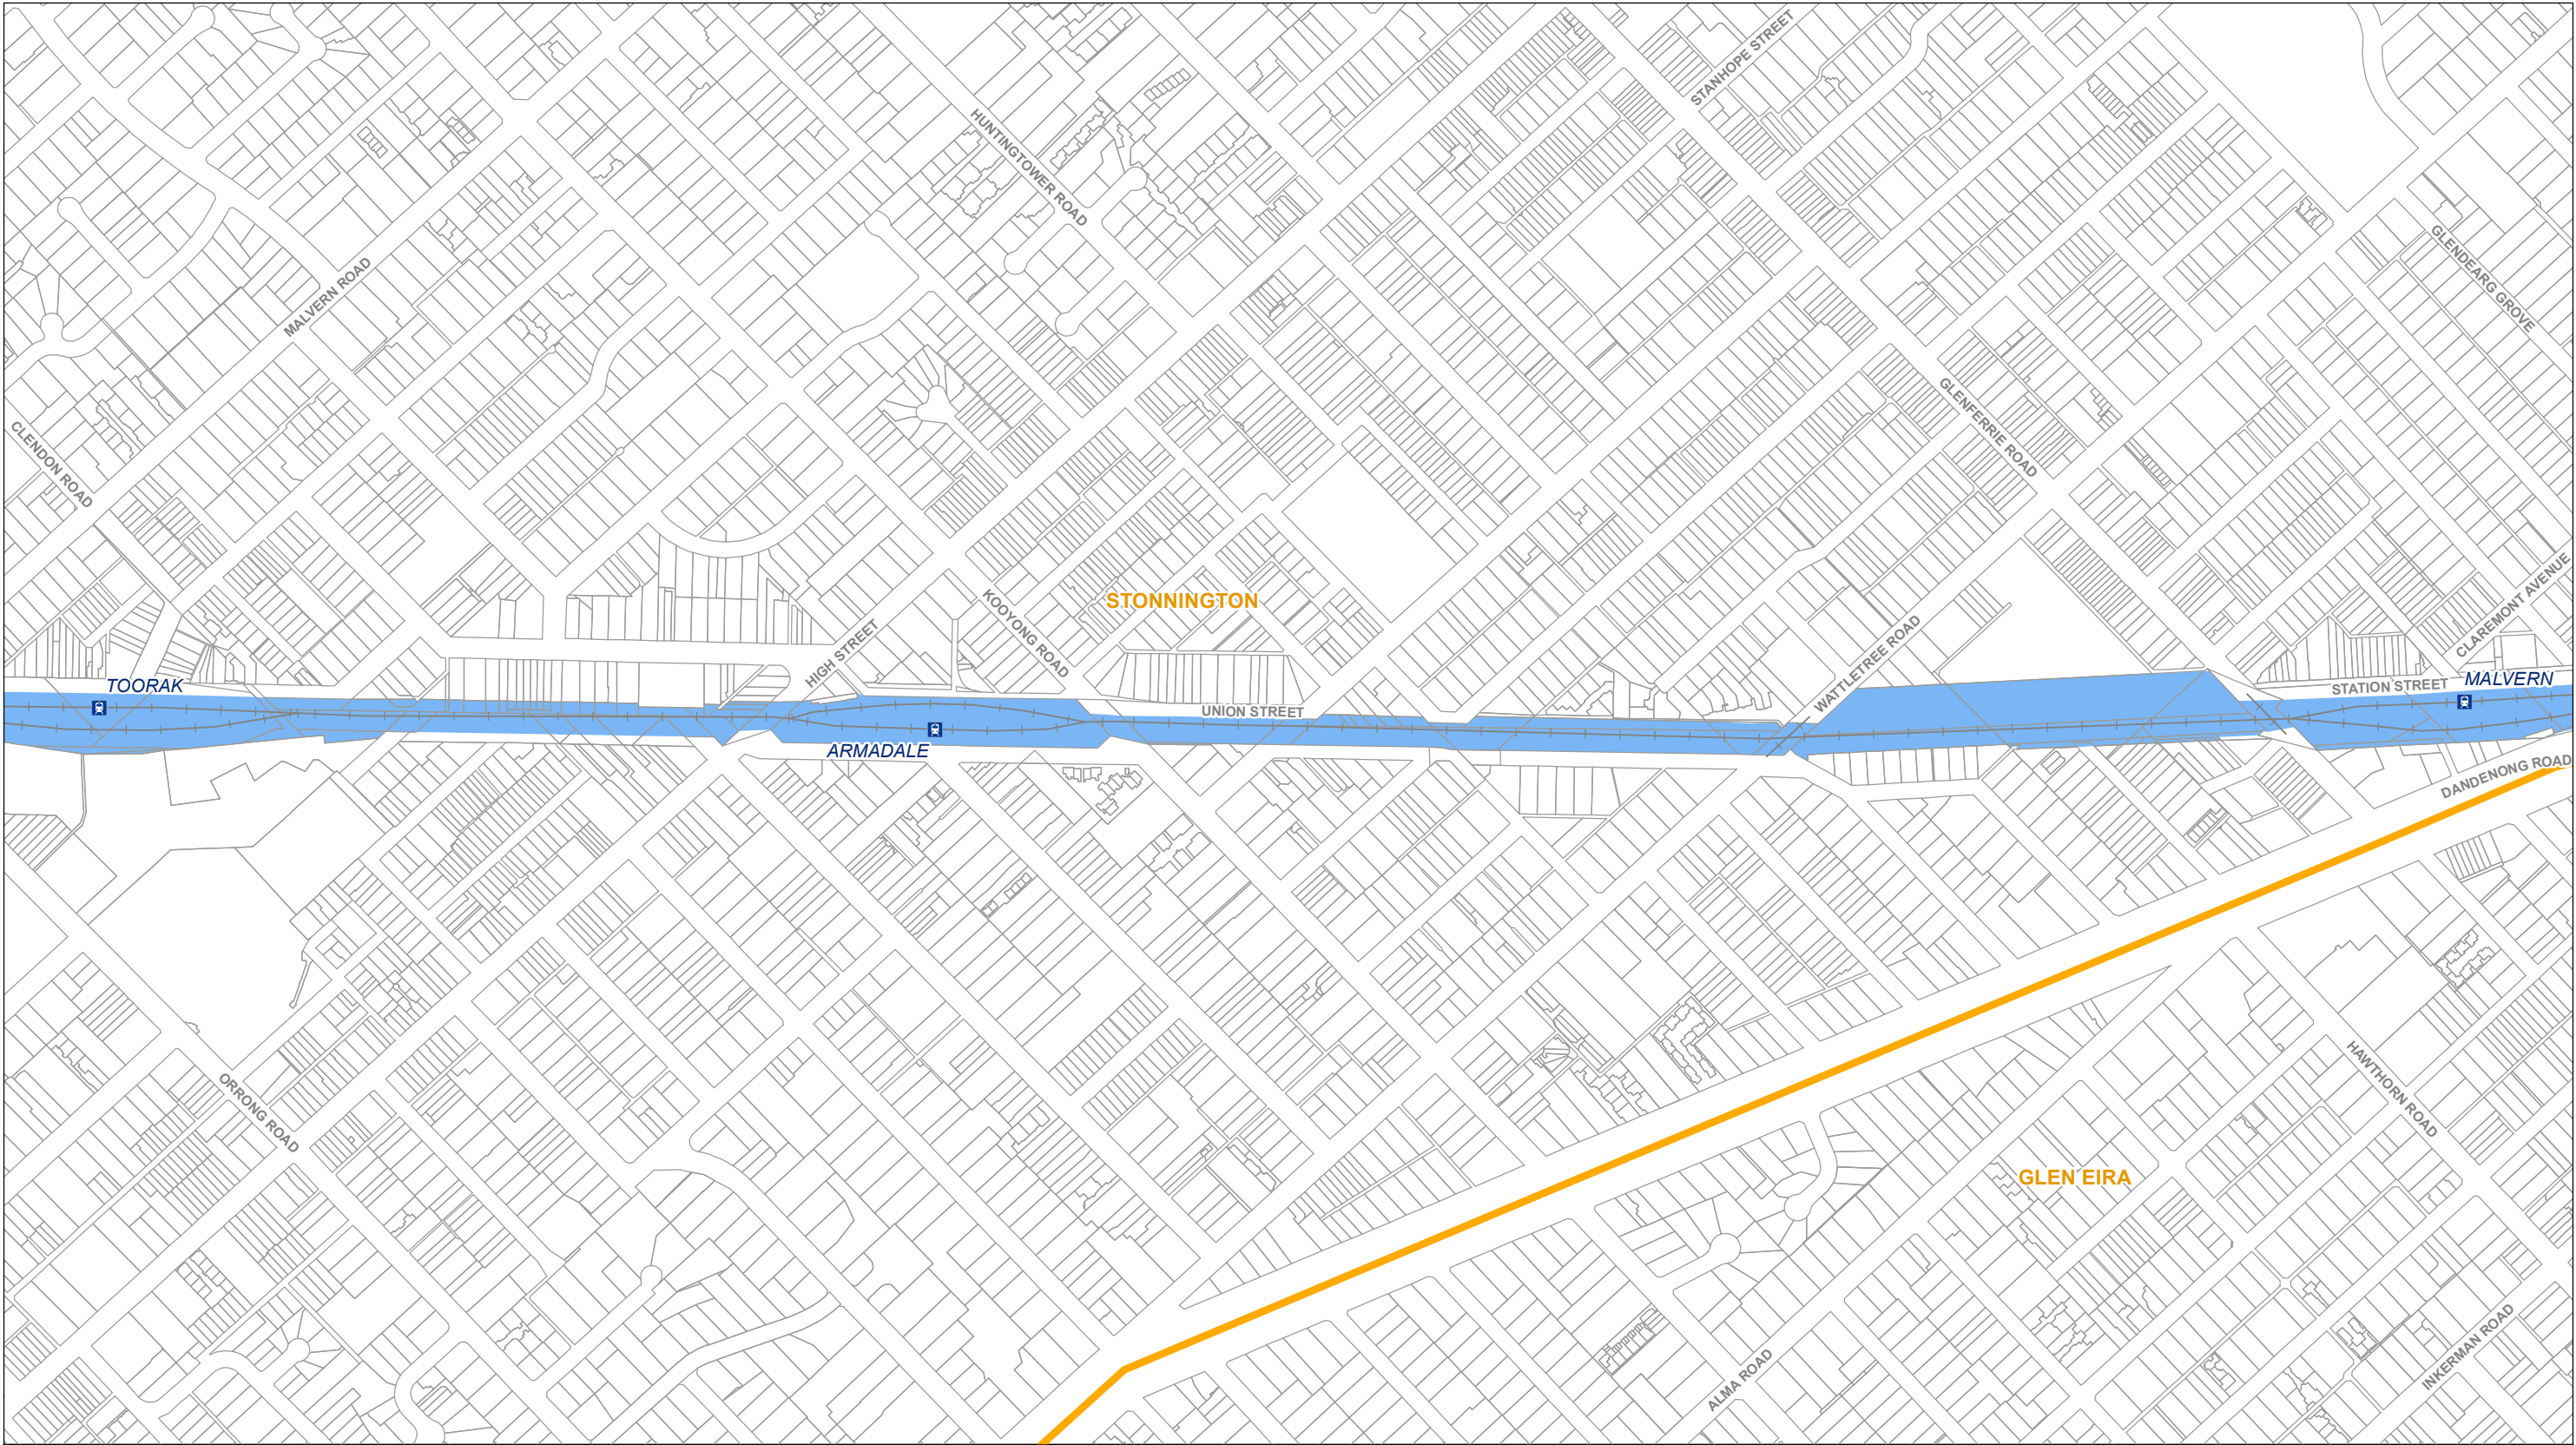 STANHOPE STREET
HUNTINGTOWER ROAD
MALVERN ROAD
GLENDEARG GROVE
CLENDON ROAD
GLENFERRIE ROAD
STONNINGTON
KOOYONG ROAD
HIGH STREET
WATTLETREE ROAD
CLAREMONT AVENUE
TOORAK
STATION STREET
MALVERN
UNION STREET
ARMADALE
DANDENONG ROAD
ORRONG ROAD
HAWTHORN ROAD
GLEN EIRA
ALMA ROAD
INKERMAN ROAD